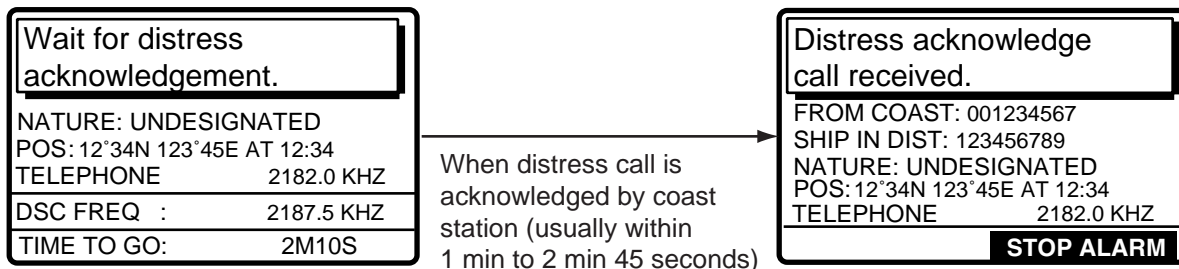 Wait for distress
acknowledgement.
NATURE: UNDESIGNATED
POS: 12˚34N 123˚45E AT 12:34
TELEPHONE 2182.0 KHZ
DSC FREQ : 2187.5 KHZ
TIME TO GO: 2M10S
When distress call is
acknowledged by coast
station (usually within
1 min to 2 min 45 seconds)
Distress acknowledge
call received.
FROM COAST: 001234567
SHIP IN DIST: 123456789
NATURE: UNDESIGNATED
POS: 12˚34N 123˚45E AT 12:34
TELEPHONE 2182.0 KHZ
STOP ALARM